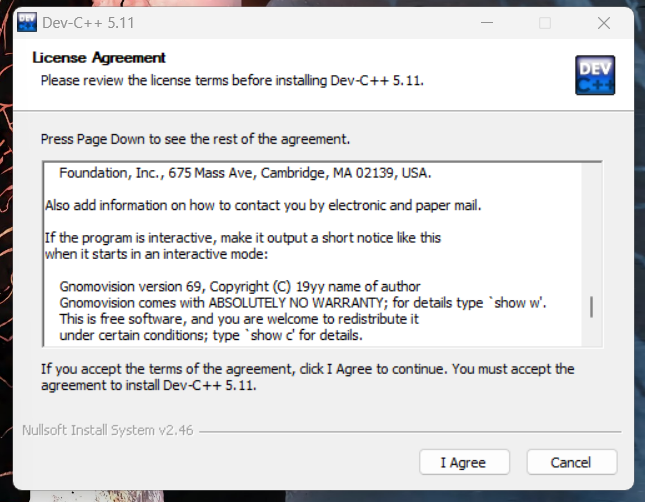 Dev-C++ 5.11
License Agreement
Please review the license terms before installing Dev-C++ 5.11.
DEV
C++
Press Page Down to see the rest of the agreement.
Foundation, Inc., 675 Mass Ave, Cambridge, MA 02139, USA.
Also add information on how to contact you by electronic and paper mail.
If the program is interactive, make it output a short notice like this
when it starts in an interactive mode:
Gnomovision version 69, Copyright (C) 19yy name of author
Gnomovision comes with ABSOLUTELY NO WARRANTY; for details type `show w'.
This is free software, and you are welcome to redistribute it
under certain conditions; type `show c' for details.
If you accept the terms of the agreement, click I Agree to continue. You must accept the
agreement to install Dev-C++ 5.11.
Nullsoft Install System v2.46
I Agree
Cancel